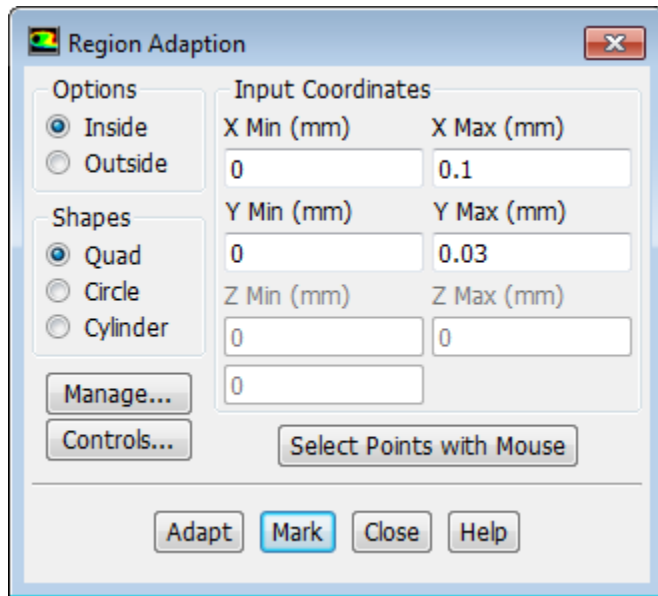 Region Adaption
Options
Inside
Outside
Shapes
Quad
Circle
Cylinder
Manage...
Controls...
Input Coordinates
X Min (mm) X Max (mm)
0 0.1
Y Min (mm) Y Max (mm)
0 0.03
Z Min (mm) Z Max (mm)
0 0
0
Select Points with Mouse
Adapt Mark Close Help